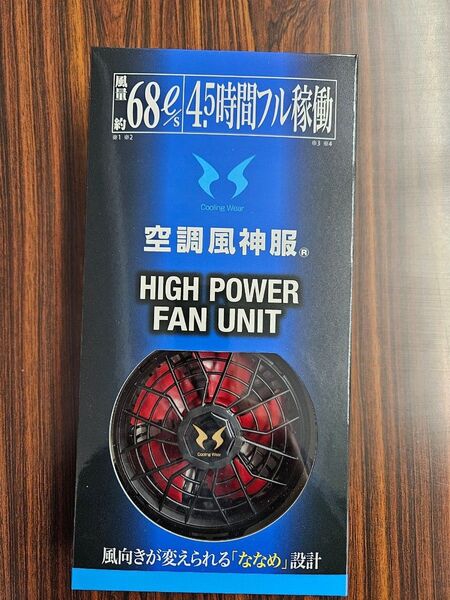 風量 約68ℓ/s 4.5時間フル稼働
※1 ※2 ※3 ※4
Cooling Wear
空調風神服®
HIGH POWER
FAN UNIT
Cooling Wear
風向きが変えられる「ななめ」設計